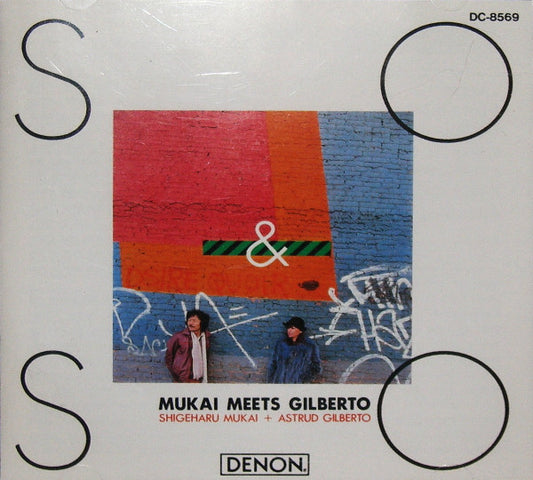 DC-8569
S O
&
S O
MUKAI MEETS GILBERTO
SHIGEHARU MUKAI + ASTRUD GILBERTO
DENON